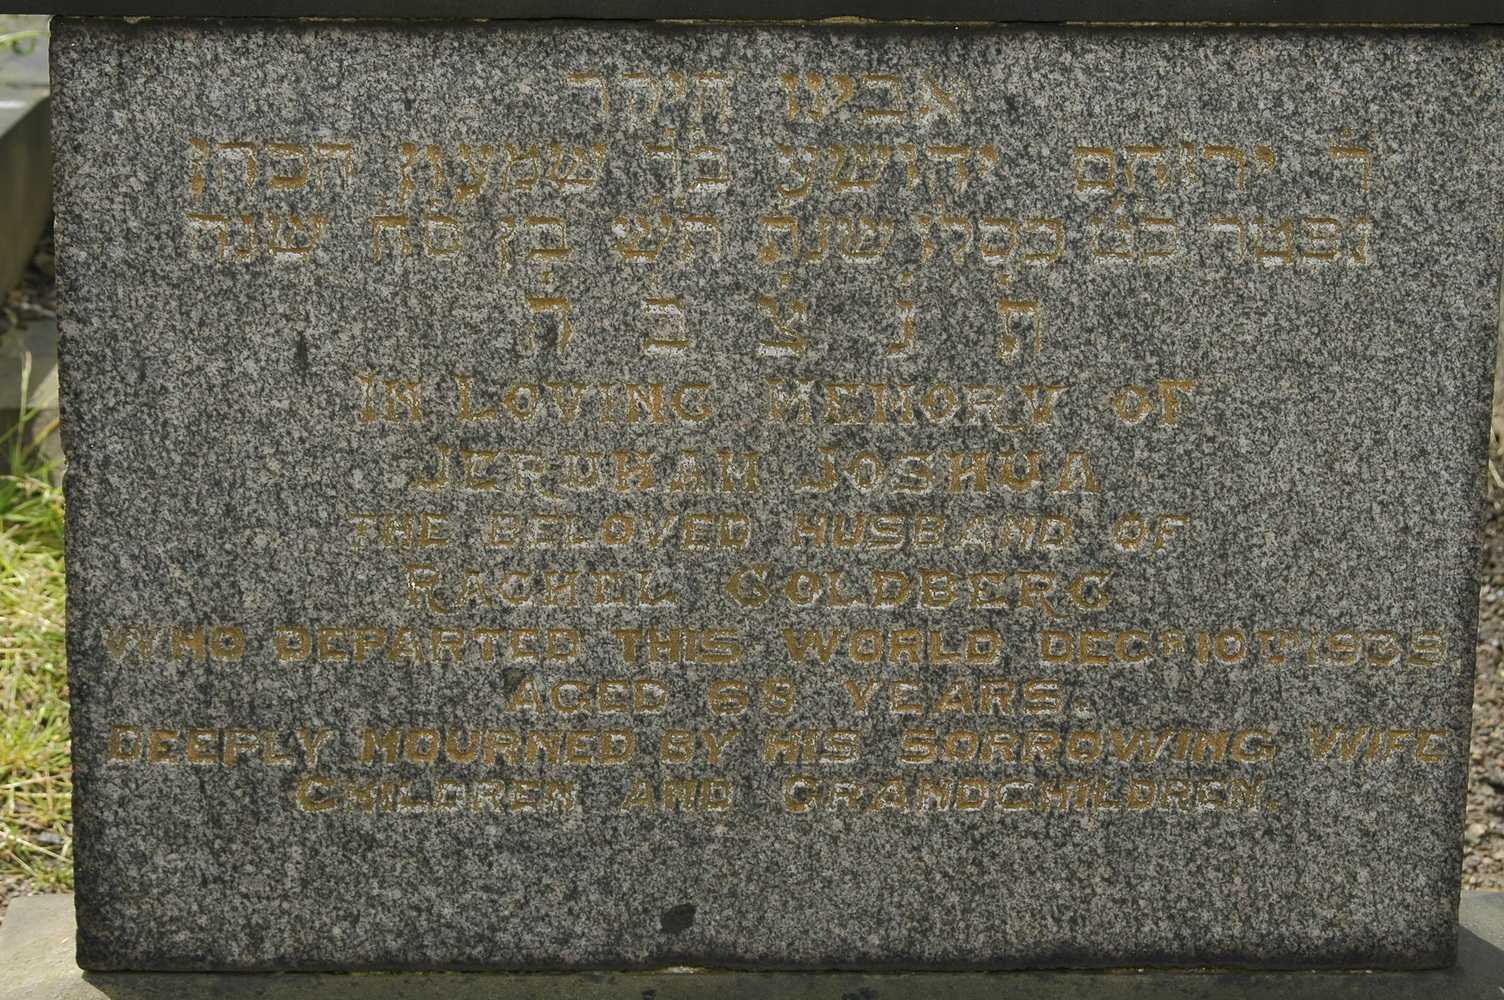 אבינו היקר
ר' ירוחם יהושע בר' שמעון הכהן
נפטר כט כסלו שנת תש בן סח שנה
ת נ צ ב ה
IN LOVING MEMORY OF
JERUHAM JOSHUA
THE BELOVED HUSBAND OF
RACHEL GOLDBERG
WHO DEPARTED THIS WORLD DECR 10TH 1939
AGED 68 YEARS.
DEEPLY MOURNED BY HIS SORROWING WIFE
CHILDREN AND GRANDCHILDREN.